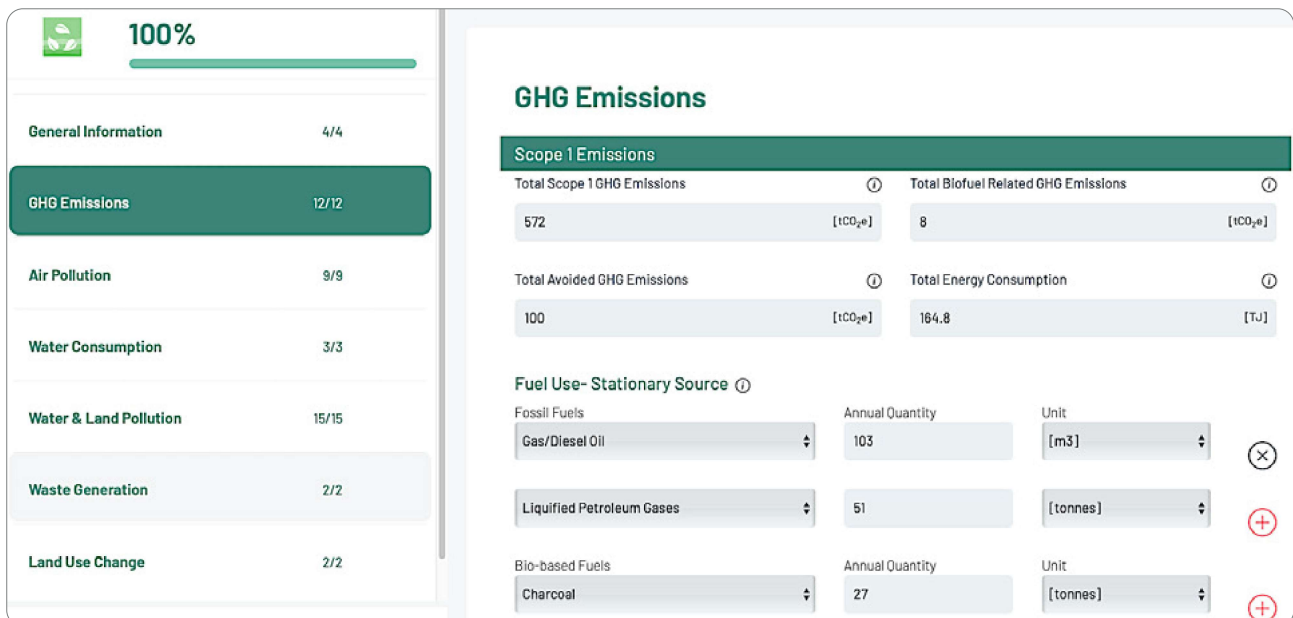 100%
General Information 4/4
GHG Emissions 12/12
Air Pollution 9/9
Water Consumption 3/3
Water & Land Pollution 15/15
Waste Generation 2/2
Land Use Change 2/2
GHG Emissions
Scope 1 Emissions
Total Scope 1 GHG Emissions
572 [tCO₂e]
Total Biofuel Related GHG Emissions
8 [tCO₂e]
Total Avoided GHG Emissions
100 [tCO₂e]
Total Energy Consumption
164.8 [TJ]
Fuel Use- Stationary Source
Fossil Fuels Annual Quantity Unit
Gas/Diesel Oil 103 [m3]
Liquified Petroleum Gases 51 [tonnes]
Bio-based Fuels Annual Quantity Unit
Charcoal 27 [tonnes]